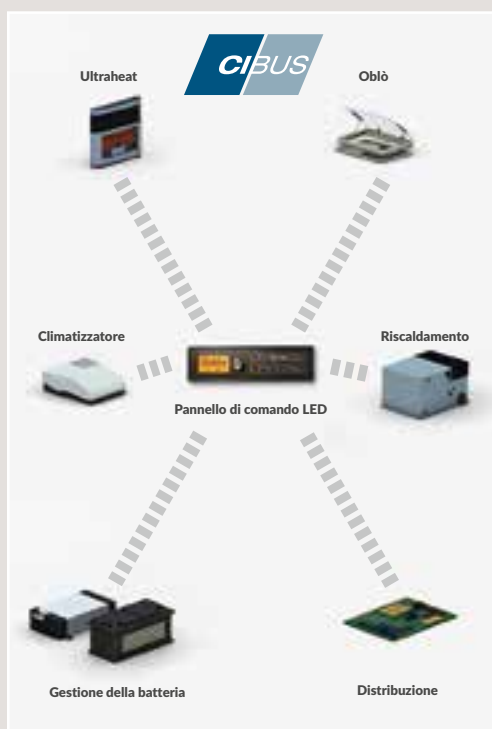 CIBUS
Ultraheat
Oblò
Climatizzatore
Riscaldamento
Pannello di comando LED
Gestione della batteria
Distribuzione